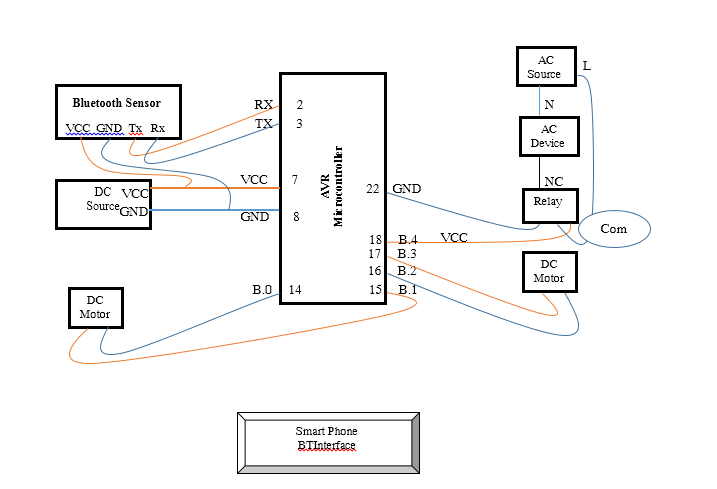 AC
Source
L
Bluetooth Sensor
VCC GND Tx Rx
RX 2
TX 3
N
AC
Device
AVR
Microcontroller
DC
Source
VCC
GND
VCC 7
GND 8
22 GND
NC
Relay
Com
18 B.4 VCC
17 B.3
16 B.2
15 B.1
DC
Motor
B.0 14
DC
Motor
Smart Phone
BTInterface